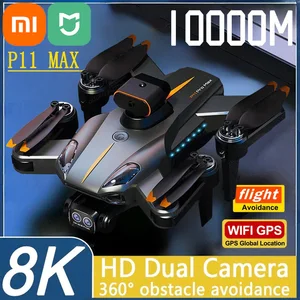 10000M
P11 MAX
flight
Avoidance
WIFI GPS
GPS Global Location
8K
HD Dual Camera
360° obstacle avoidance